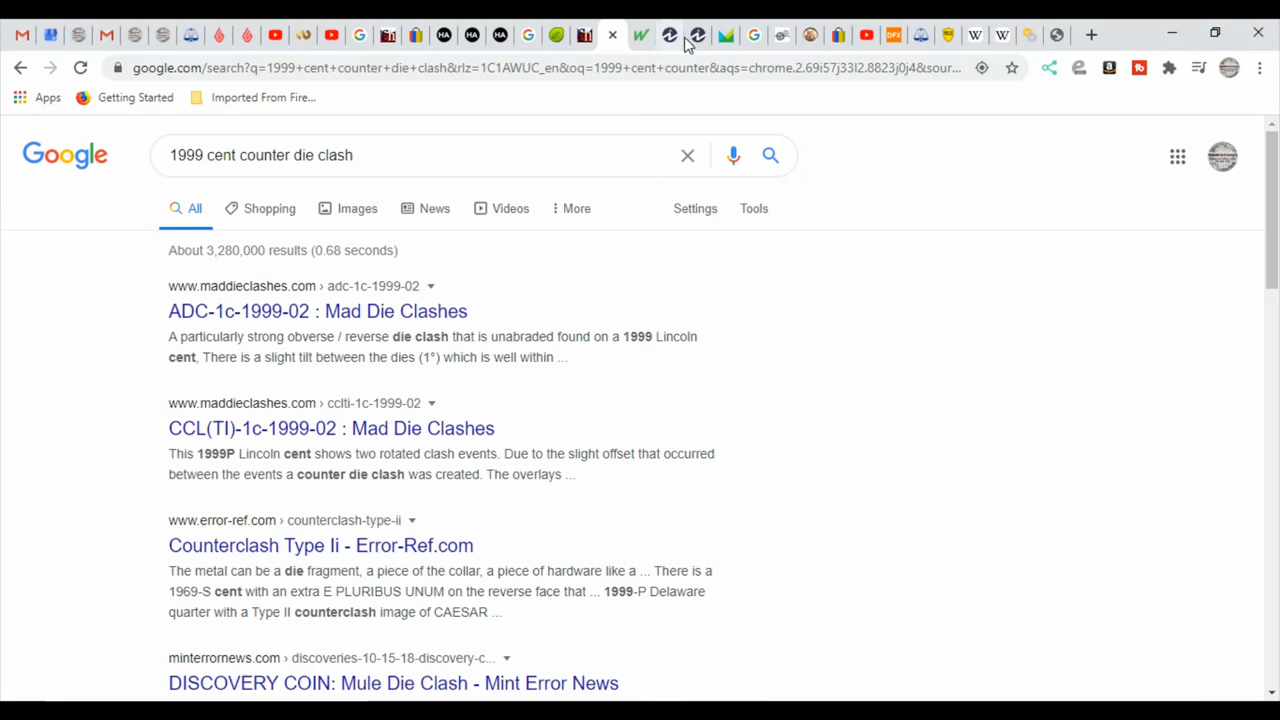 google.com/search?q=1999+cent+counter+die+clash&rlz=1C1AWUC_en&oq=1999+cent+counter&aqs=chrome.2.69i57j33l2.8823j0j4&sour...
Apps Getting Started Imported From Fire...
Google
1999 cent counter die clash
All Shopping Images News Videos More Settings Tools
About 3,280,000 results (0.68 seconds)
www.maddieclashes.com › adc-1c-1999-02
ADC-1c-1999-02 : Mad Die Clashes
A particularly strong obverse / reverse die clash that is unabraded found on a 1999 Lincoln
cent, There is a slight tilt between the dies (1°) which is well within ...
www.maddieclashes.com › cclti-1c-1999-02
CCL(TI)-1c-1999-02 : Mad Die Clashes
This 1999P Lincoln cent shows two rotated clash events. Due to the slight offset that occurred
between the events a counter die clash was created. The overlays ...
www.error-ref.com › counterclash-type-ii
Counterclash Type Ii - Error-Ref.com
The metal can be a die fragment, a piece of the collar, a piece of hardware like a ... There is a
1969-S cent with an extra E PLURIBUS UNUM on the reverse face that ... 1999-P Delaware
quarter with a Type II counterclash image of CAESAR ...
minterrornews.com › discoveries-10-15-18-discovery-c...
DISCOVERY COIN: Mule Die Clash - Mint Error News